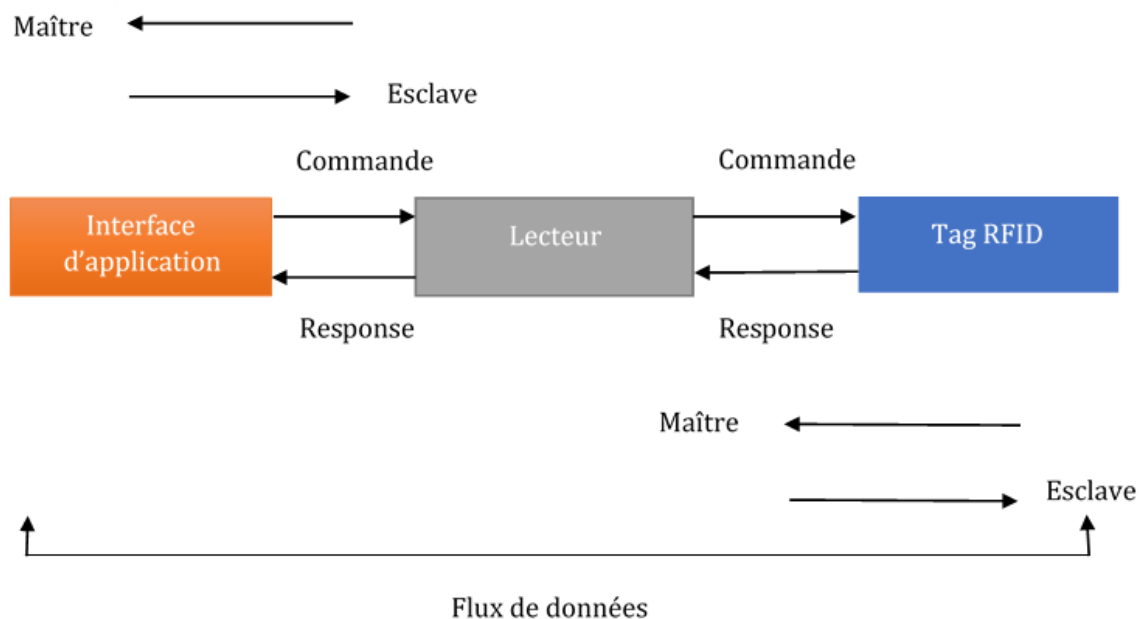 Maître
Esclave
Commande
Commande
Interface
d'application
Lecteur
Tag RFID
Response
Response
Maître
Esclave
Flux de données